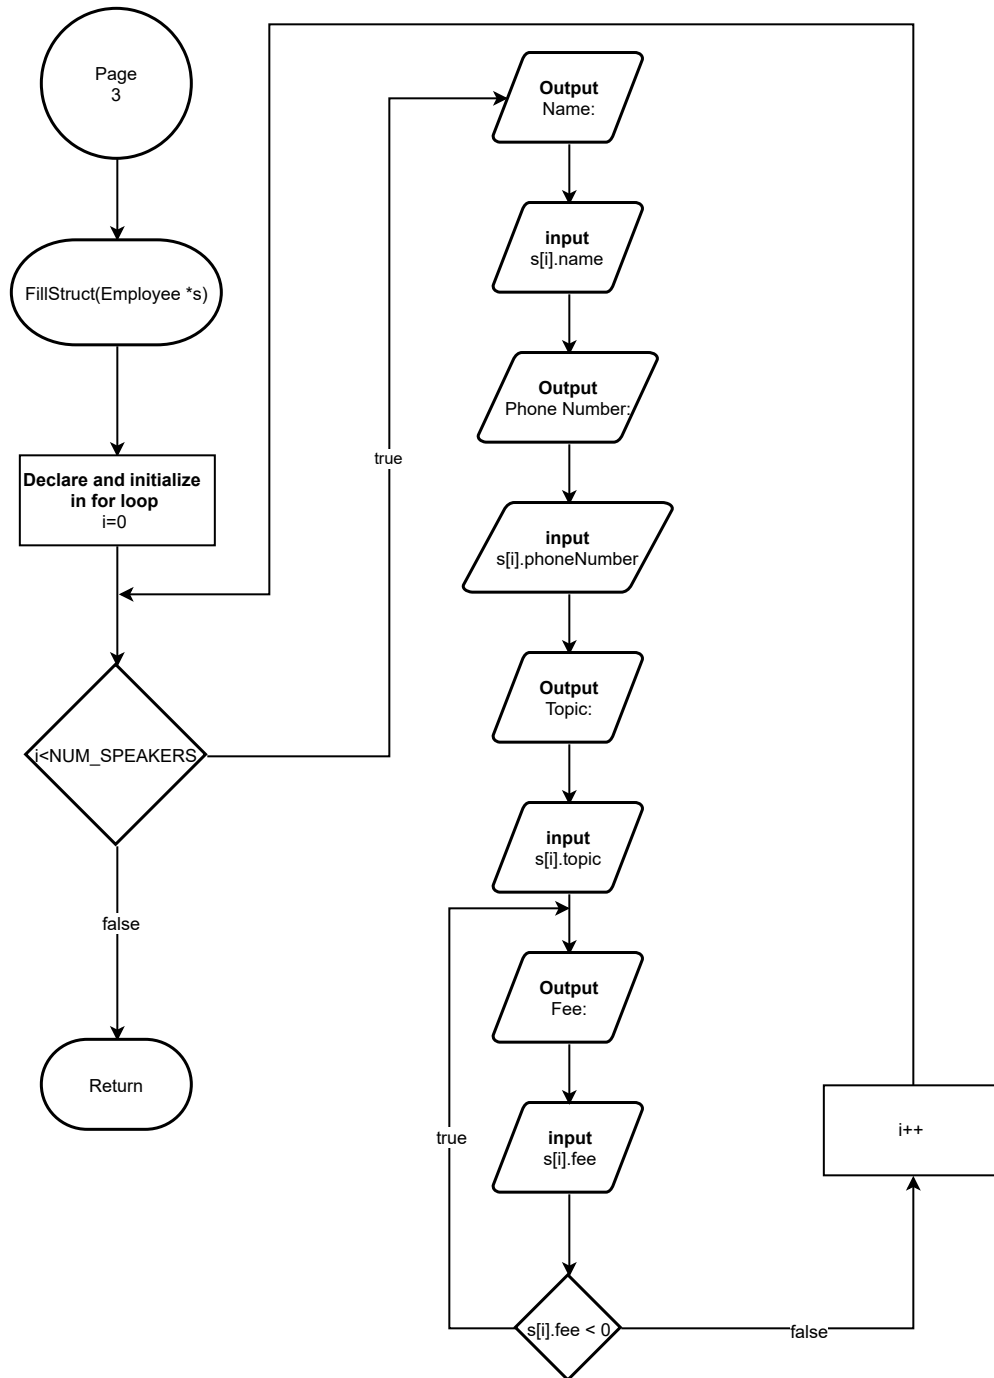 Page
3
FillStruct(Employee *s)
Declare and initialize
in for loop
i=0
i<NUM_SPEAKERS
false
Return
true
Output
Name:
input
s[i].name
Output
Phone Number:
input
s[i].phoneNumber
Output
Topic:
input
s[i].topic
Output
Fee:
input
s[i].fee
true
s[i].fee < 0
false
i++